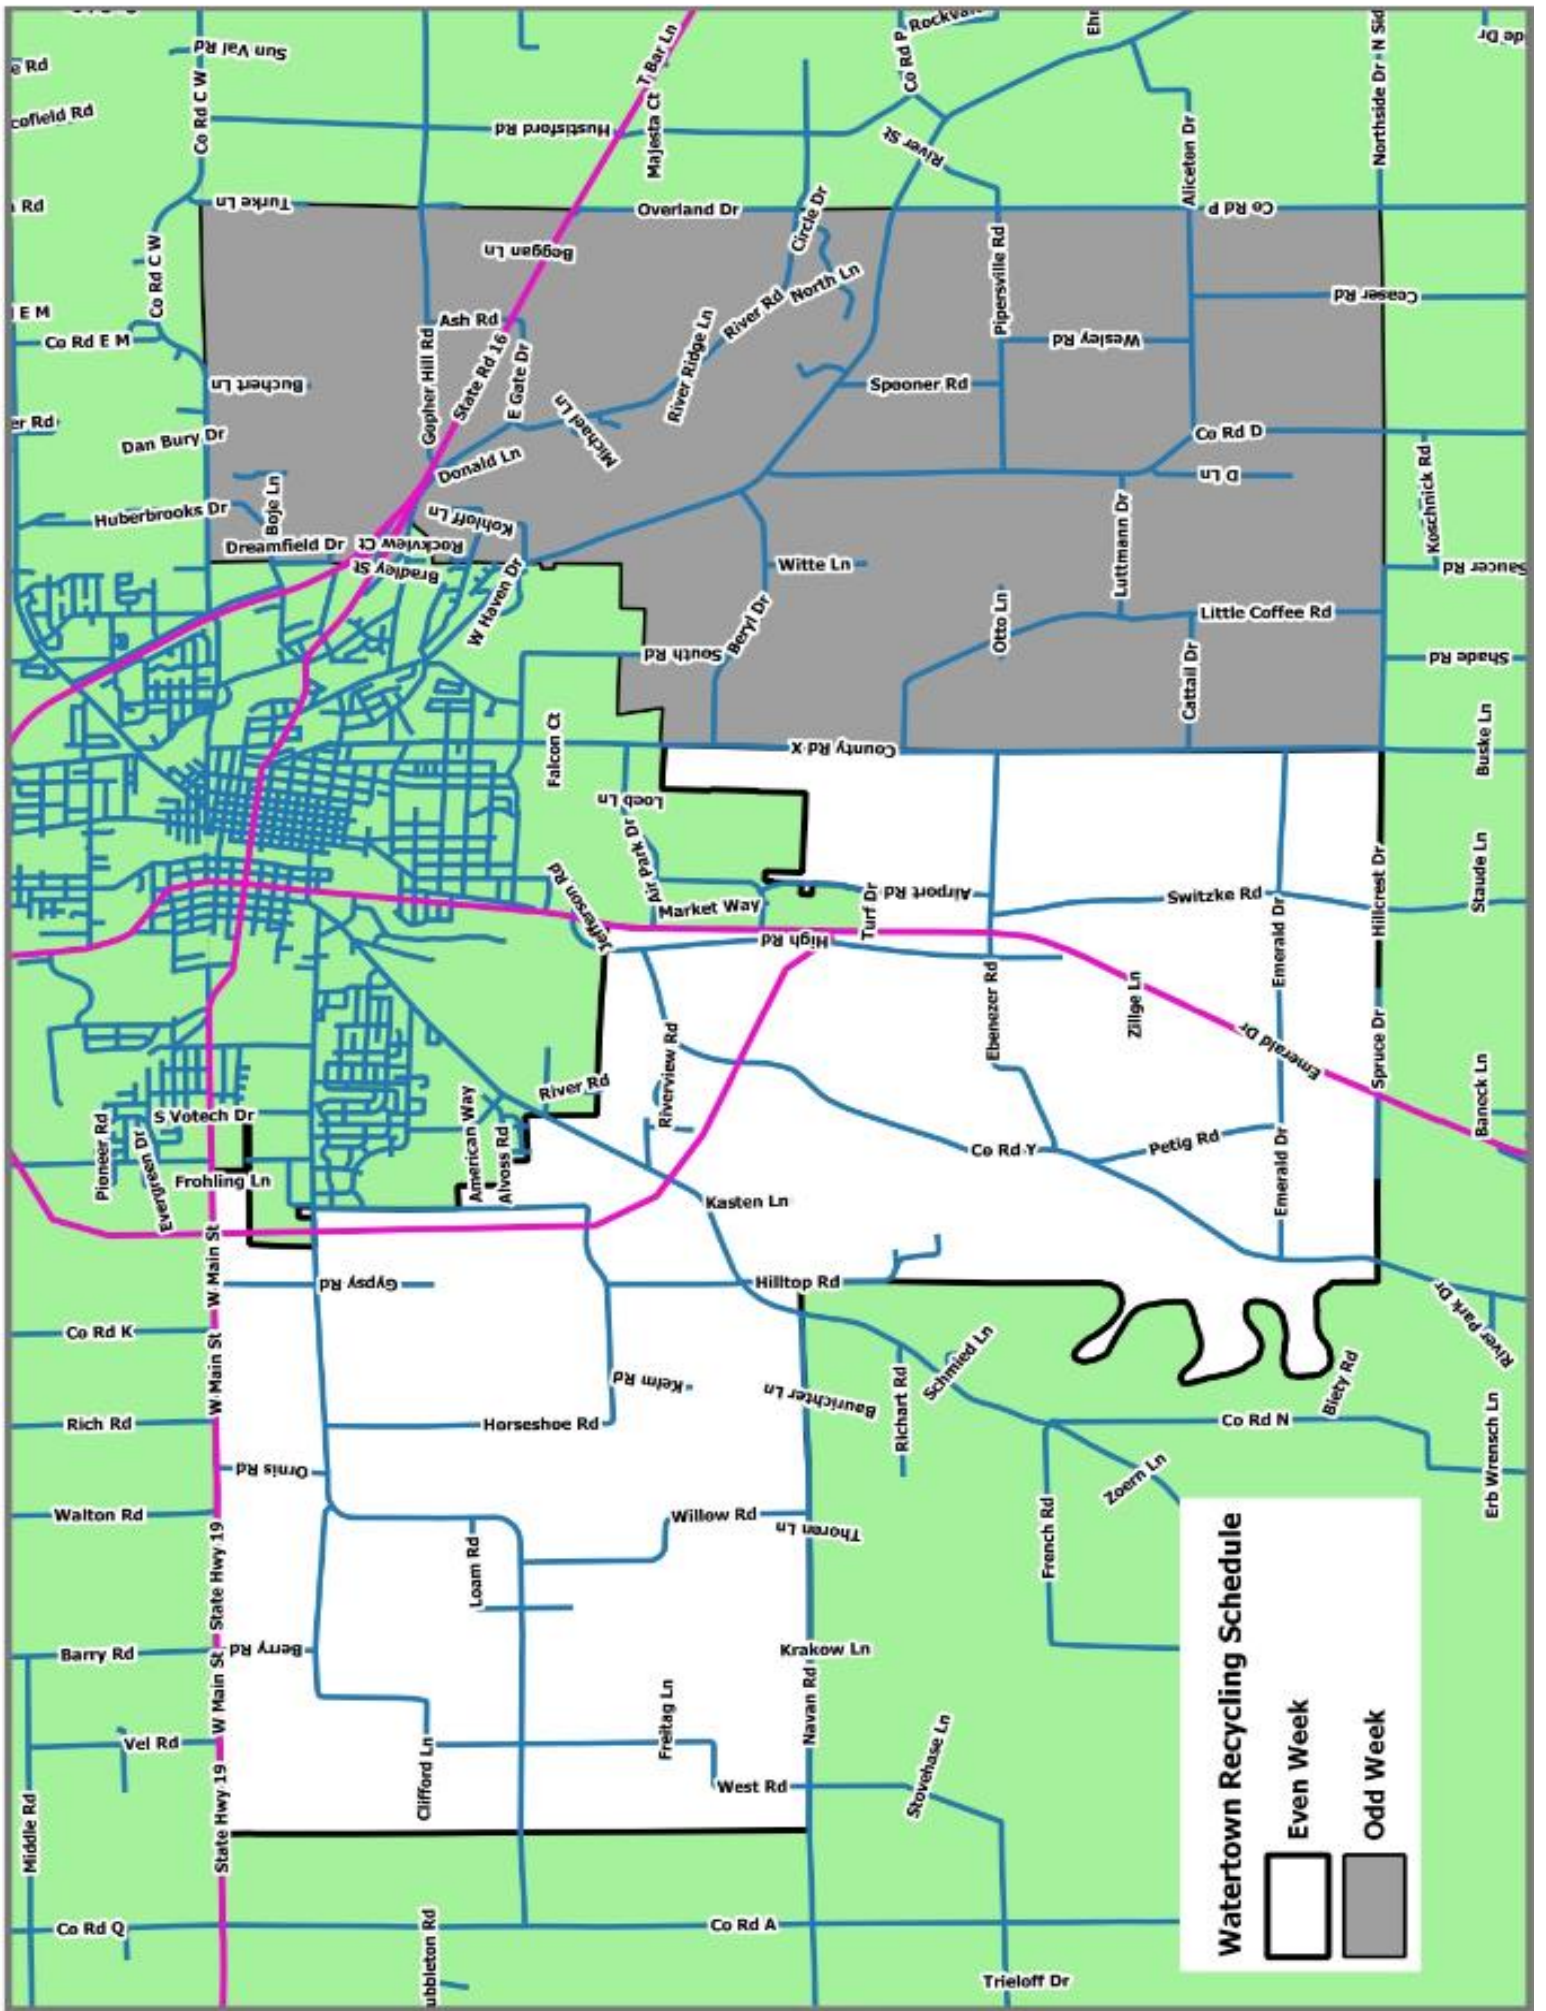 Sun Val Rd
Co Rd C W
Hustisford Rd
T Bar Ln
Majesta Ct
Co Rd P
River St
Aliceton Dr
Northside Dr
Turke Ln
Overland Dr
Co Rd P
Co Rd C W
Beggan Ln
Circle Dr
Pipersville Rd
North Ln
River Rd
Ceaser Rd
E M
Co Rd E M
Ash Rd
Gopher Hill Rd
State Rd 16
E Gate Dr
River Ridge Ln
Wesley Rd
Buchert Ln
Spooner Rd
Michael Ln
Dan Bury Dr
Co Rd D
Donald Ln
D Ln
Koschnick Rd
Huberbrooks Dr
Boje Ln
Kohloff Ln
Luttmann Dr
Dreamfield Dr
Rockview Ct
Bradley St
W Haven Dr
Witte Ln
Saucer Rd
Beryl Dr
Otto Ln
Little Coffee Rd
South Rd
Shade Rd
Cattail Dr
Falcon Ct
County Rd X
Buske Ln
Loeb Ln
Air Park Dr
Jefferson Rd
Market Way
Turf Dr
Airport Rd
Switzke Rd
Hillcrest Dr
Staude Ln
High Rd
Emerald Dr
Ebenezer Rd
Zillge Ln
Emerald Dr
Spruce Dr
Riverview Rd
River Rd
Baneck Ln
Pioneer Rd
S Votech Dr
Evergreen Dr
American Way
Alvoss Rd
Co Rd Y
Petig Rd
Emerald Dr
Frohling Ln
Kasten Ln
W Main St
Gypsy Rd
Hilltop Rd
River Park Dr
Co Rd K
W Main St
Schmied Ln
Kelm Rd
Baurichter Ln
Richart Rd
Biety Rd
Rich Rd
Horseshoe Rd
Co Rd N
Erb Wrensch Ln
Ornis Rd
Zoern Ln
Walton Rd
Willow Rd
Thoren Ln
French Rd
State Hwy 19
Loam Rd
Barry Rd
Berry Rd
Krakow Ln
W Main St
Navan Rd
Freitag Ln
Vel Rd
Clifford Ln
West Rd
Stovehase Ln
Middle Rd
State Hwy 19
Co Rd Q
Co Rd A
Trieloff Dr
Watertown Recycling Schedule
Even Week
Odd Week